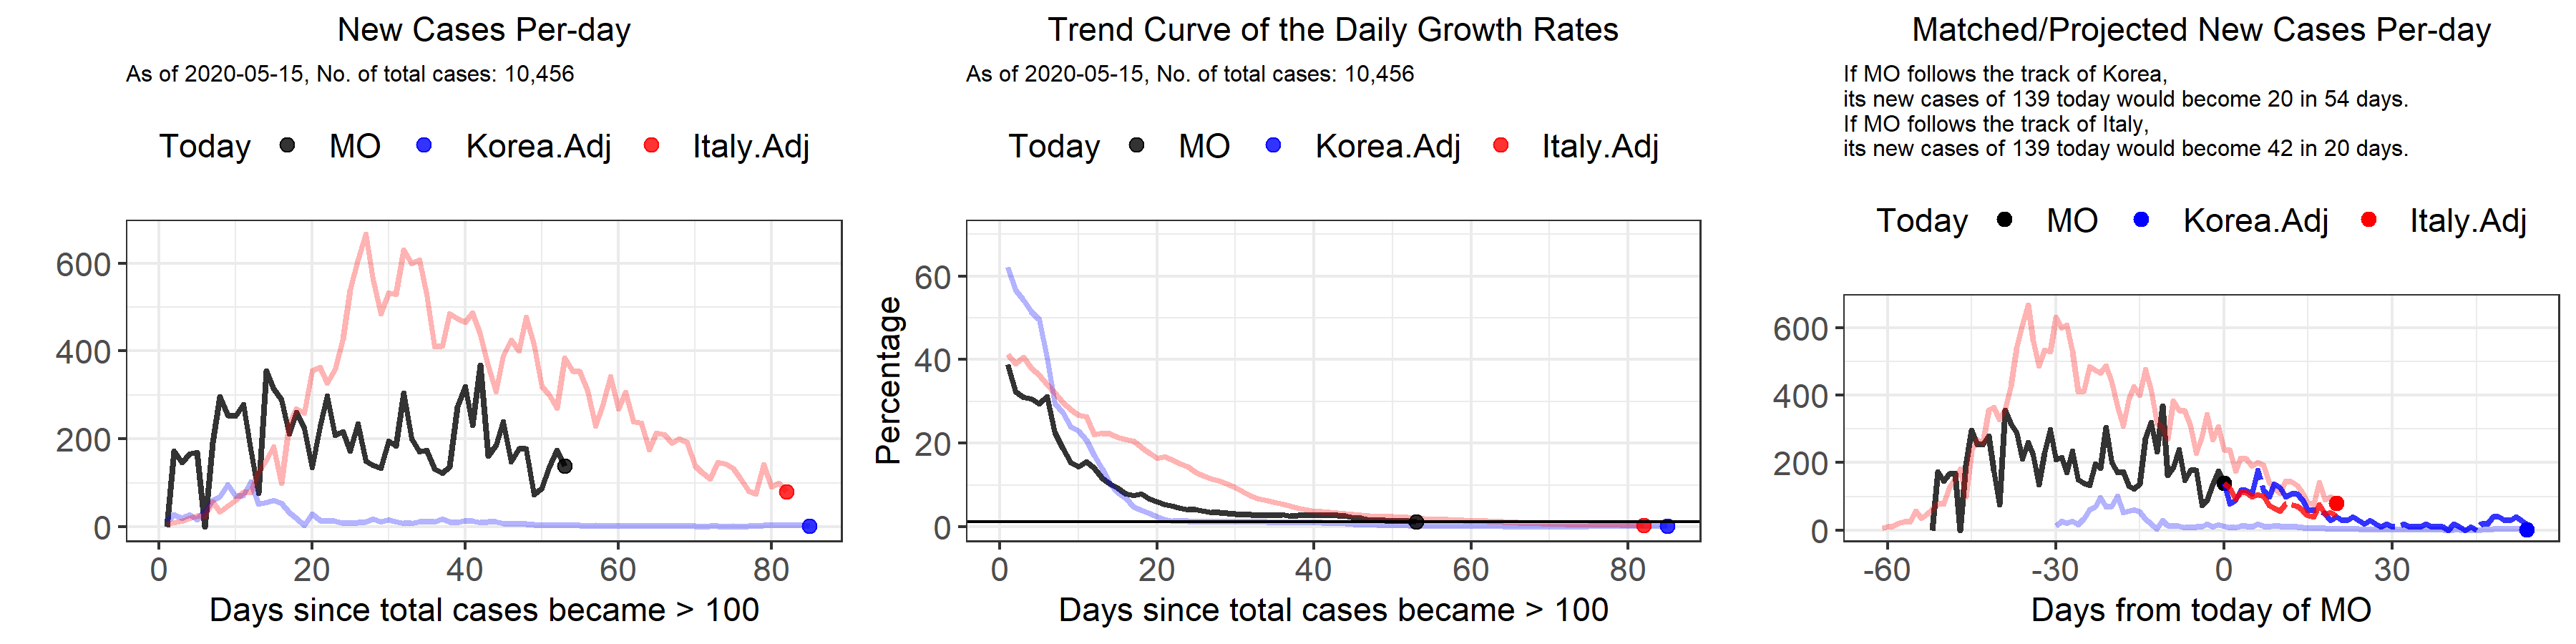 New Cases Per-day
As of 2020-05-15, No. of total cases: 10,456
Today MO Korea.Adj Italy.Adj
600
400
200
0
0 20 40 60 80
Days since total cases became > 100
Trend Curve of the Daily Growth Rates
As of 2020-05-15, No. of total cases: 10,456
Today MO Korea.Adj Italy.Adj
Percentage
60
40
20
0
0 20 40 60 80
Days since total cases became > 100
Matched/Projected New Cases Per-day
If MO follows the track of Korea,
its new cases of 139 today would become 20 in 54 days.
If MO follows the track of Italy,
its new cases of 139 today would become 42 in 20 days.
Today MO Korea.Adj Italy.Adj
600
400
200
0
-60 -30 0 30
Days from today of MO